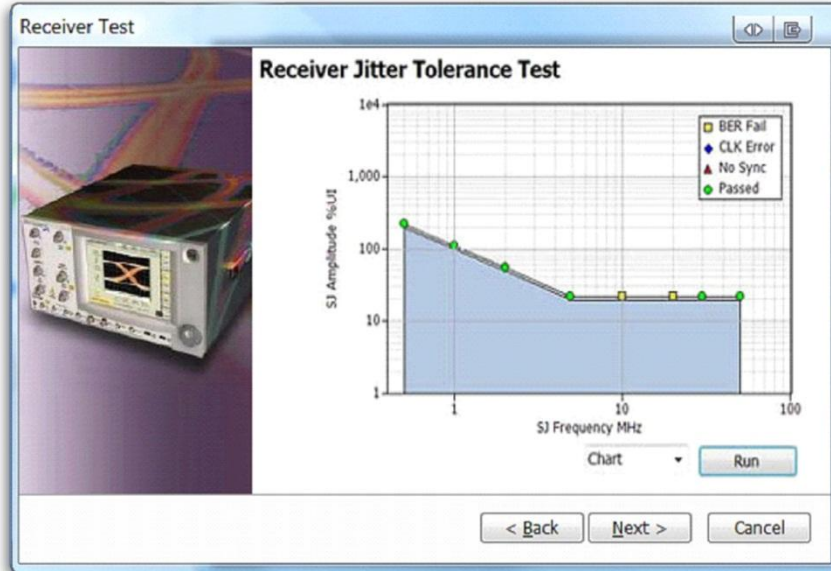 Receiver Test
Receiver Jitter Tolerance Test
1e4
1,000
100
10
1
SJ Amplitude %UI
BER Fail
CLK Error
No Sync
Passed
1
10
100
SJ Frequency MHz
Chart
Run
< Back
Next >
Cancel